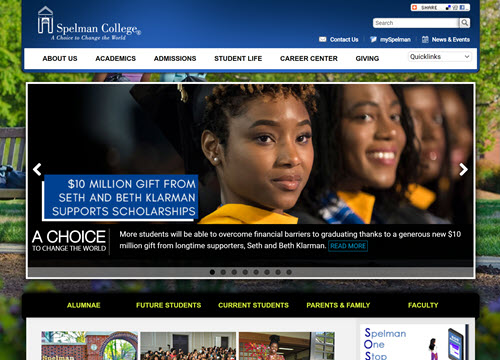 SHARE
Spelman College®
A Choice to Change the World
Search
Contact Us
mySpelman
News & Events
ABOUT US
ACADEMICS
ADMISSIONS
STUDENT LIFE
CAREER CENTER
GIVING
Quicklinks
$10 MILLION GIFT FROM
SETH AND BETH KLARMAN
SUPPORTS SCHOLARSHIPS
A CHOICE
TO CHANGE THE WORLD
More students will be able to overcome financial barriers to graduating thanks to a generous new $10
million gift from longtime supporters, Seth and Beth Klarman. READ MORE
ALUMNAE
FUTURE STUDENTS
CURRENT STUDENTS
PARENTS & FAMILY
FACULTY
Spelman
One
Stop